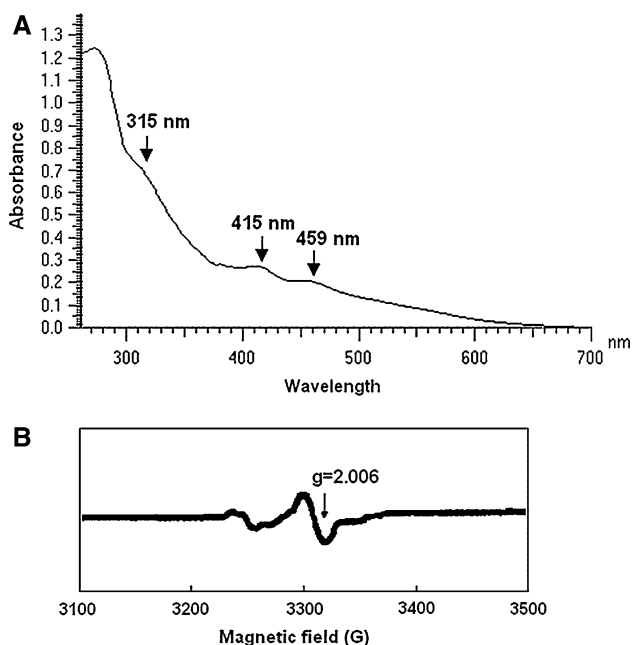 A
1.3
1.2
1.1
1.0
0.9
0.8
0.7
0.6
0.5
0.4
0.3
0.2
0.1
0.0
Absorbance
315 nm
415 nm
459 nm
300 400 500 600 700 nm
Wavelength
B
g=2.006
3100 3200 3300 3400 3500
Magnetic field (G)